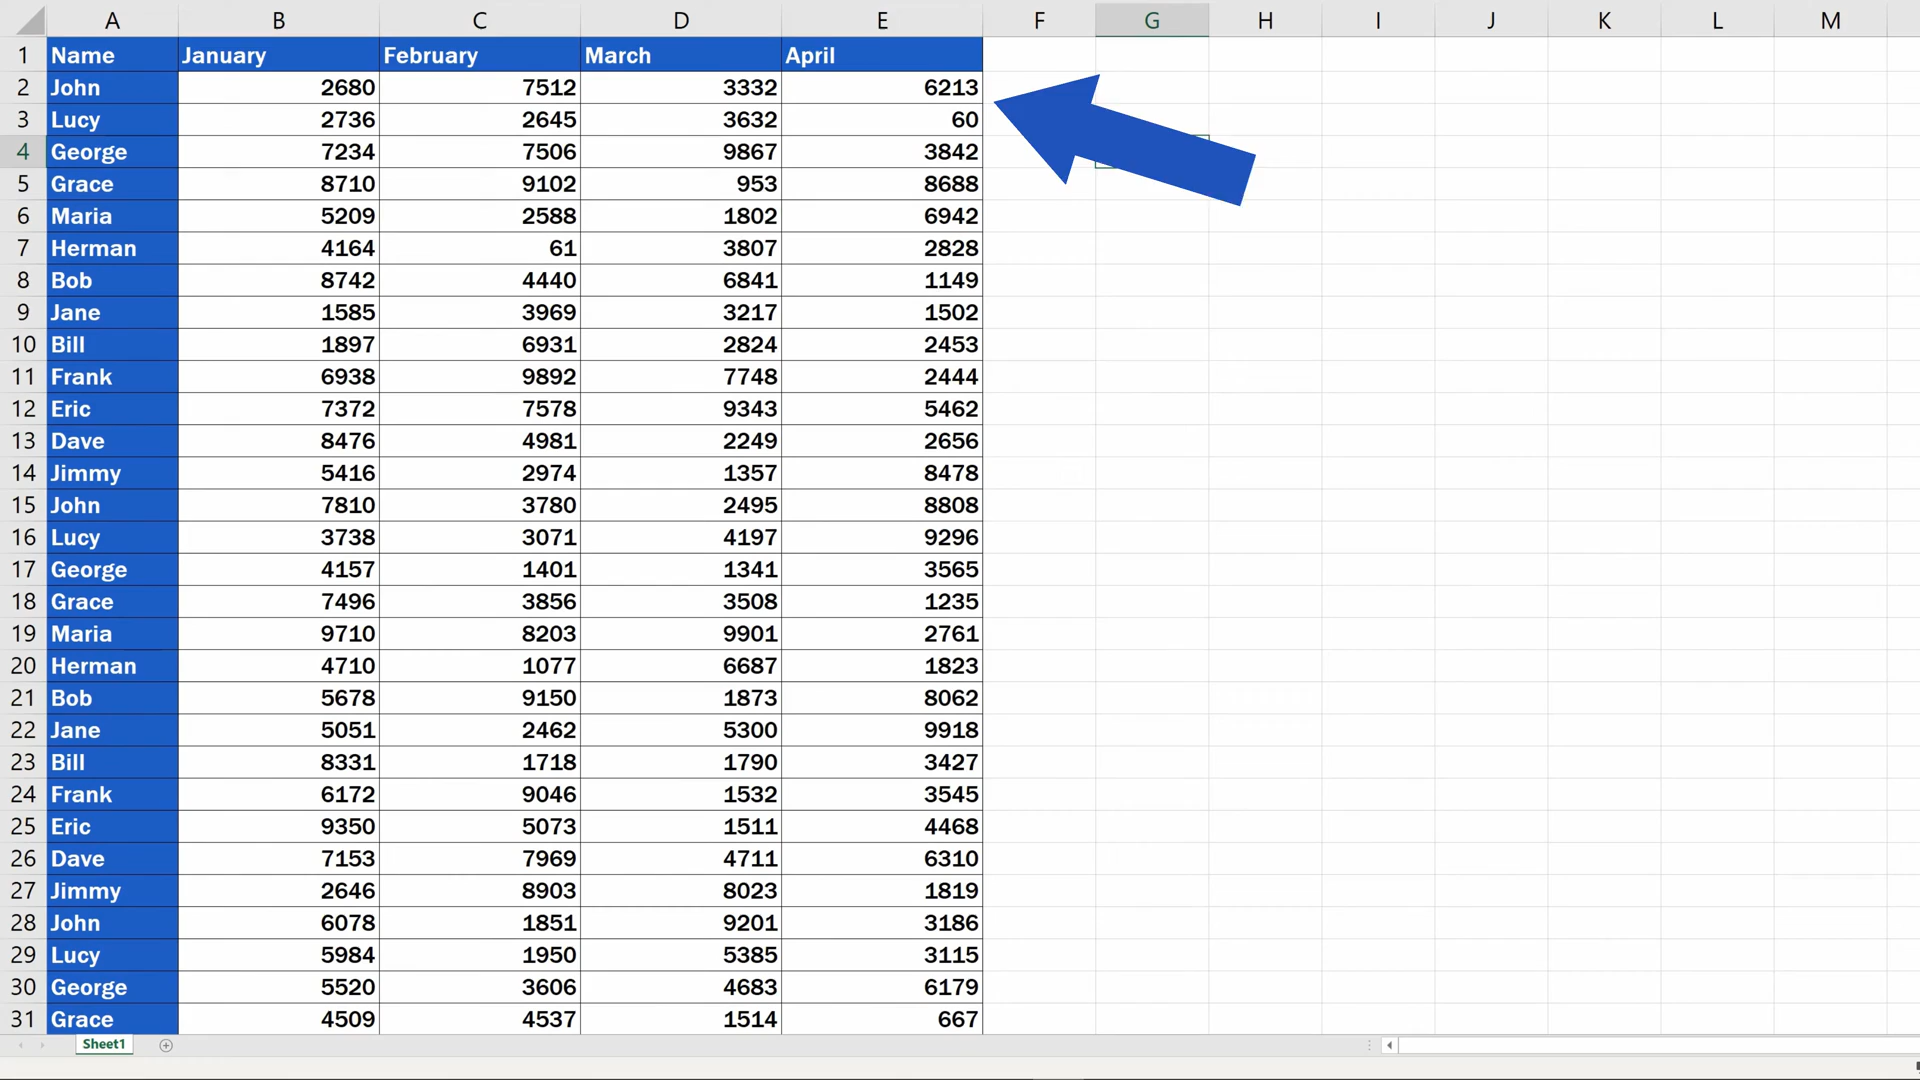 A B C D E F G H I J K L M
1 Name January February March April
2 John 2680 7512 3332 6213
3 Lucy 2736 2645 3632 60
4 George 7234 7506 9867 3842
5 Grace 8710 9102 953 8688
6 Maria 5209 2588 1802 6942
7 Herman 4164 61 3807 2828
8 Bob 8742 4440 6841 1149
9 Jane 1585 3969 3217 1502
10 Bill 1897 6931 2824 2453
11 Frank 6938 9892 7748 2444
12 Eric 7372 7578 9343 5462
13 Dave 8476 4981 2249 2656
14 Jimmy 5416 2974 1357 8478
15 John 7810 3780 2495 8808
16 Lucy 3738 3071 4197 9296
17 George 4157 1401 1341 3565
18 Grace 7496 3856 3508 1235
19 Maria 9710 8203 9901 2761
20 Herman 4710 1077 6687 1823
21 Bob 5678 9150 1873 8062
22 Jane 5051 2462 5300 9918
23 Bill 8331 1718 1790 3427
24 Frank 6172 9046 1532 3545
25 Eric 9350 5073 1511 4468
26 Dave 7153 7969 4711 6310
27 Jimmy 2646 8903 8023 1819
28 John 6078 1851 9201 3186
29 Lucy 5984 1950 5385 3115
30 George 5520 3606 4683 6179
31 Grace 4509 4537 1514 667
Sheet1